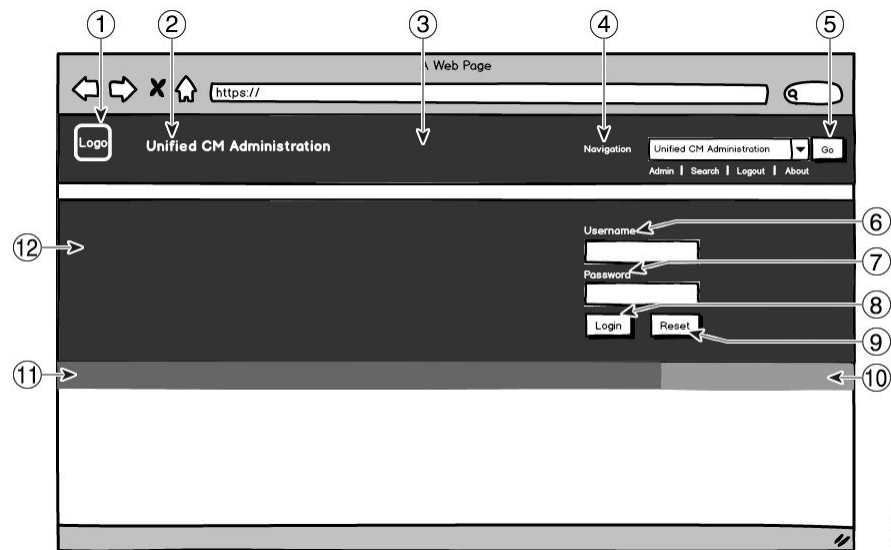 1 2 3 4 5
A Web Page
https://
Logo
Unified CM Administration
Navigation
Unified CM Administration
Go
Admin | Search | Logout | About
Username
6
12
7
Password
8
Login
Reset
9
11
10